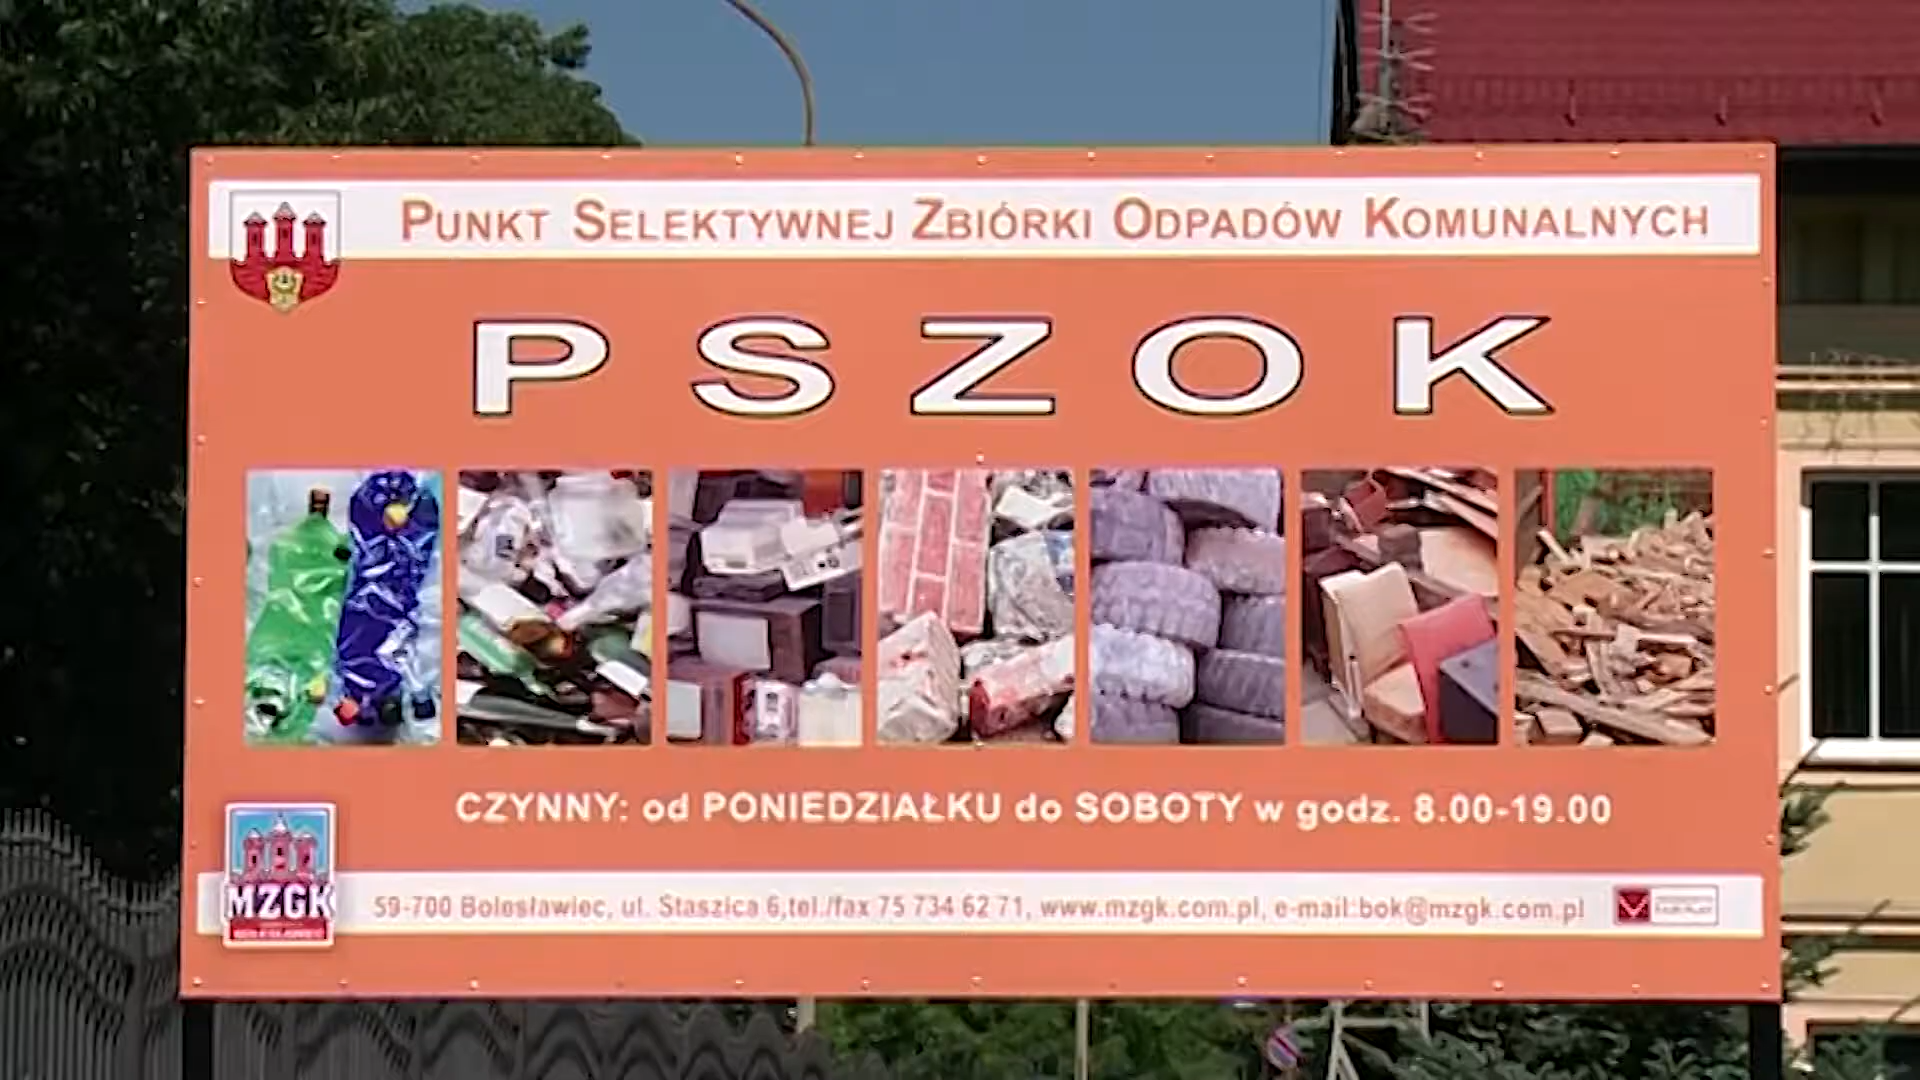 PUNKT SELEKTYWNEJ ZBIÓRKI ODPADÓW KOMUNALNYCH
PSZOK
CZYNNY: od PONIEDZIAŁKU do SOBOTY w godz. 8.00-19.00
MZGK
59-700 Bolesławiec, ul. Staszica 6,tel./fax 75 734 62 71, www.mzgk.com.pl, e-mail:bok@mzgk.com.pl